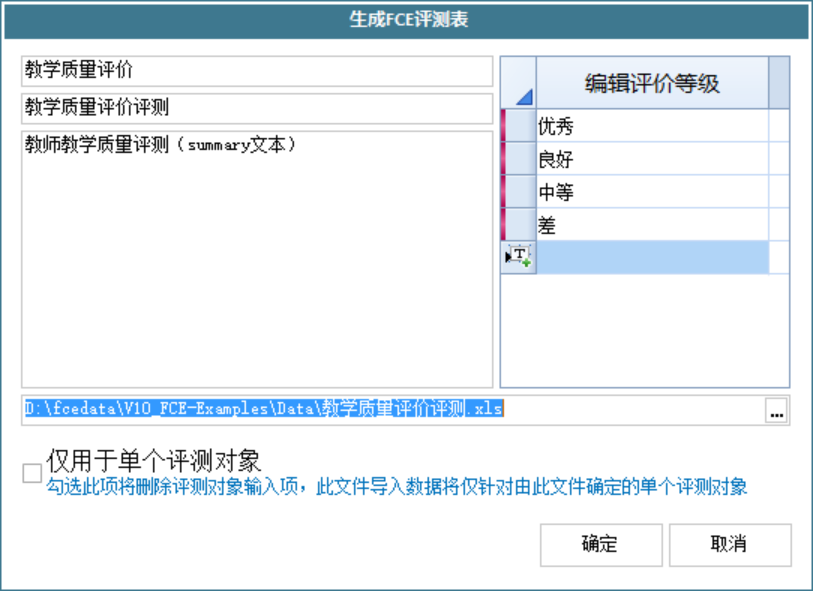 生成FCE评测表
教学质量评价
教学质量评价评测
教师教学质量评测（summary文本）
编辑评价等级
优秀
良好
中等
差
D:\fcedata\V10_FCE-Examples\Data\教学质量评价评测.xls
...
仅用于单个评测对象
勾选此项将删除评测对象输入项，此文件导入数据将仅针对由此文件确定的单个评测对象
确定
取消